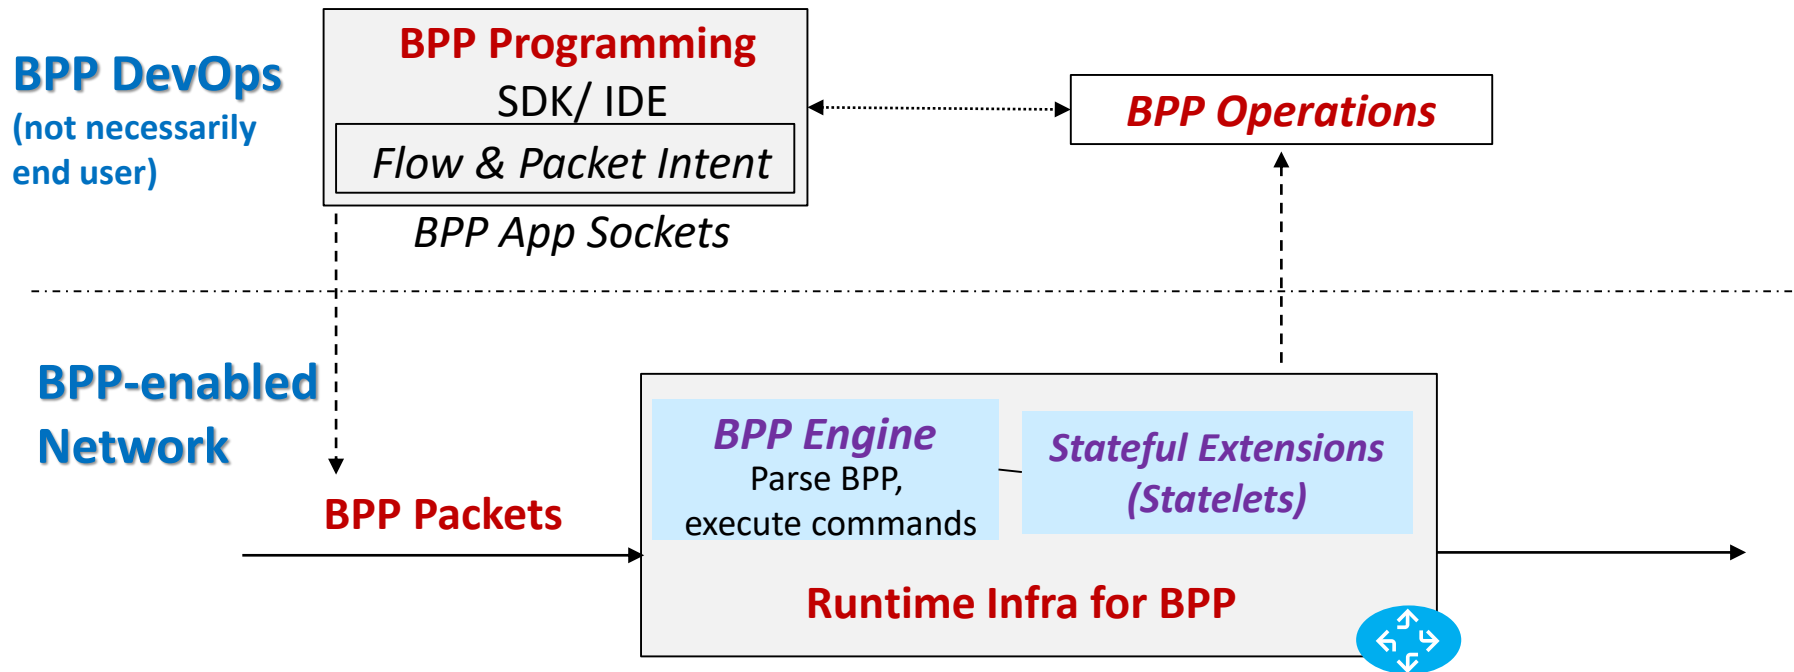 BPP DevOps
(not necessarily
end user)
BPP Programming
SDK/ IDE
Flow & Packet Intent
BPP App Sockets
BPP Operations
BPP-enabled
Network
BPP Packets
BPP Engine
Parse BPP,
execute commands
Stateful Extensions
(Statelets)
Runtime Infra for BPP